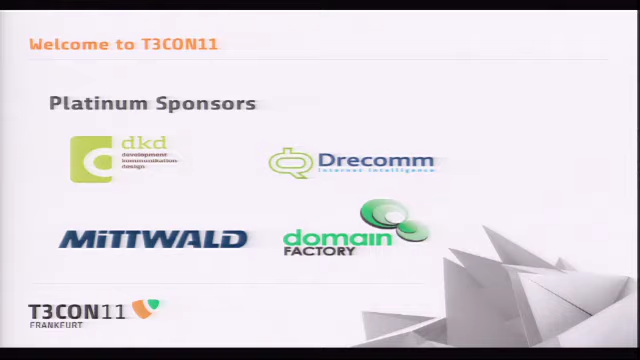 Welcome to T3CON11
Platinum Sponsors
dkd
development
kommunikation
design
Drecomm
Internet Intelligence
MITTWALD
domain
FACTORY
T3CON11
FRANKFURT